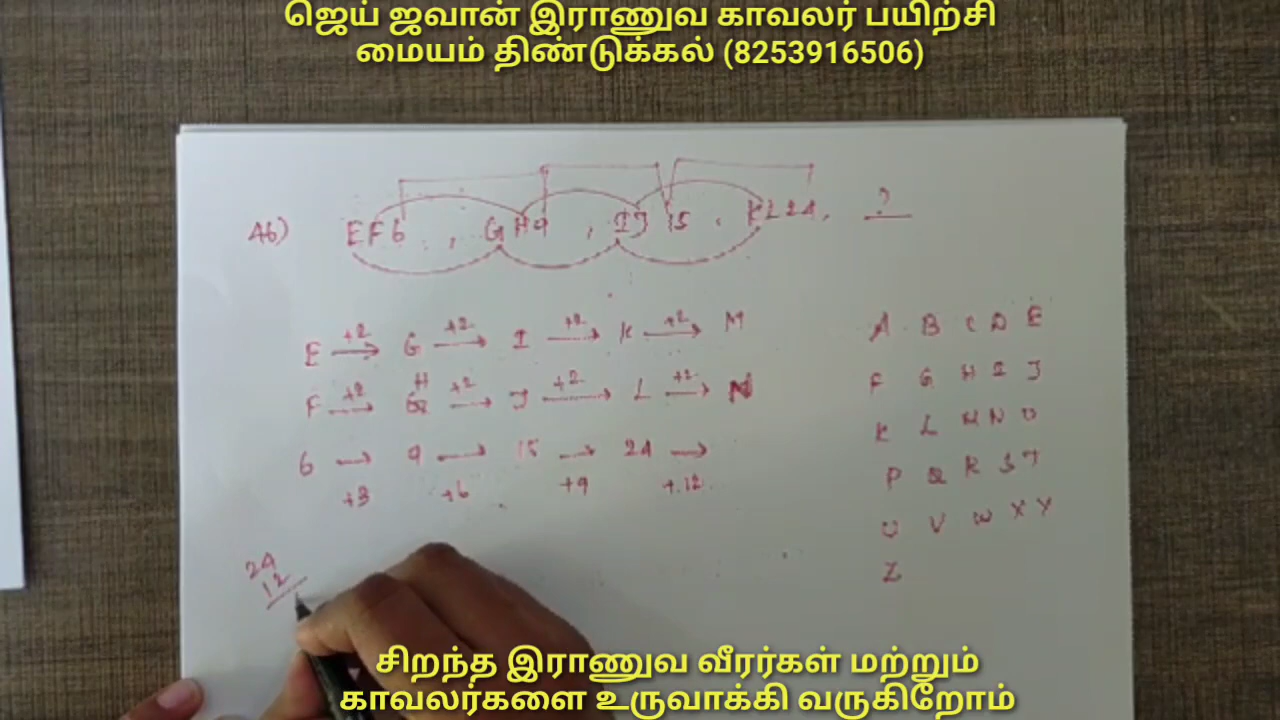 ஜெய் ஜவான் இராணுவ காவலர் பயிற்சி
மையம் திண்டுக்கல் (8253916506)
46) EF6 , GH9 , IJ 15 , KL24, ?
E +2 G +2 I +2 K +2 M
F +2 H +2 J +2 L +2 N
6 9 15 24
+3 +6 +9 +12
24
12
A B C D E
F G H I J
K L M N O
P Q R S T
U V W X Y
Z
சிறந்த இராணுவ வீரர்கள் மற்றும்
காவலர்களை உருவாக்கி வருகிறோம்